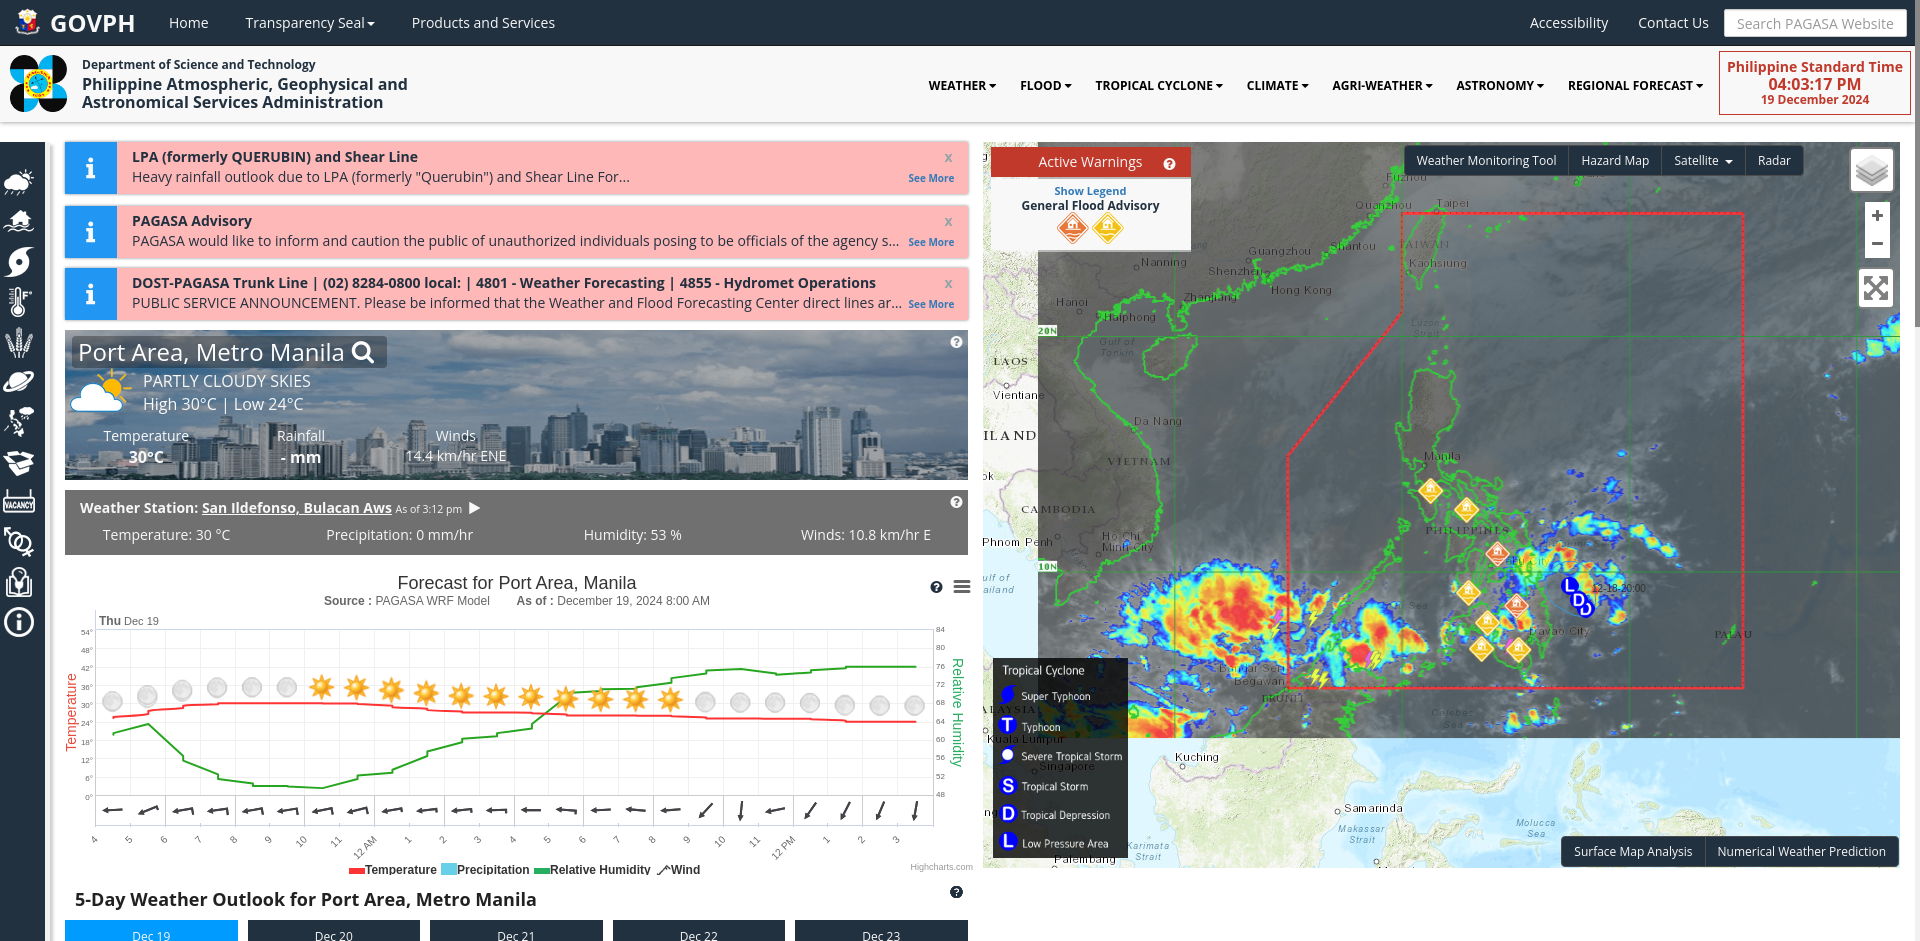 GOVPH
Home
Transparency Seal
Products and Services
Accessibility
Contact Us
Search PAGASA Website
Department of Science and Technology
Philippine Atmospheric, Geophysical and
Astronomical Services Administration
WEATHER
FLOOD
TROPICAL CYCLONE
CLIMATE
AGRI-WEATHER
ASTRONOMY
REGIONAL FORECAST
Philippine Standard Time
04:03:17 PM
19 December 2024
LPA (formerly QUERUBIN) and Shear Line
x
Heavy rainfall outlook due to LPA (formerly "Querubin") and Shear Line For...
See More
PAGASA Advisory
x
PAGASA would like to inform and caution the public of unauthorized individuals posing to be officials of the agency s...
See More
DOST-PAGASA Trunk Line | (02) 8284-0800 local: | 4801 - Weather Forecasting | 4855 - Hydromet Operations
x
PUBLIC SERVICE ANNOUNCEMENT. Please be informed that the Weather and Flood Forecasting Center direct lines ar...
See More
Port Area, Metro Manila
PARTLY CLOUDY SKIES
High 30°C | Low 24°C
Temperature
30°C
Rainfall
- mm
Winds
14.4 km/hr ENE
Weather Station: San Ildefonso, Bulacan Aws As of 3:12 pm
Temperature: 30 °C
Precipitation: 0 mm/hr
Humidity: 53 %
Winds: 10.8 km/hr E
Forecast for Port Area, Manila
Source : PAGASA WRF Model As of : December 19, 2024 8:00 AM
Thu Dec 19
Temperature
54°
48°
42°
36°
30°
24°
18°
12°
6°
0°
84
80
76
72
68
64
60
56
52
48
Relative Humidity
4
5
6
7
8
9
10
11
12 AM
1
2
3
4
5
6
7
8
9
10
11
12 PM
1
2
3
Temperature Precipitation Relative Humidity Wind
Highcharts.com
5-Day Weather Outlook for Port Area, Metro Manila
Dec 19
Dec 20
Dec 21
Dec 22
Dec 23
Active Warnings
Show Legend
General Flood Advisory
Weather Monitoring Tool
Hazard Map
Satellite
Radar
+
−
Fuzhou
Quanzhou
Taipei
TAIWAN
Kaohsiung
Guangzhou
Shantou
Nanning
Shenzhen
Hong Kong
Zhanjiang
Hanoi
Haiphong
Gulf of
Tonkin
Luzon
Strait
20N
LAOS
Vientiane
Da Nang
ILAND
VIETNAM
Manila
ok
CAMBODIA
Ho Chi
Minh City
Phnom Penh
PHILIPPINES
10N
ulf of
ailand
12-18-20:00
Davao City
PALAU
Bandar Seri
Begawan
BRUNEI
ALAYSIA
Kuala Lumpur
Singapore
Kuching
Samarinda
Makassar
Strait
Molucca
Sea
Karimata
Strait
Palembang
Celebes
Sea
Tropical Cyclone
Super Typhoon
T Typhoon
Severe Tropical Storm
S Tropical Storm
D Tropical Depression
L Low Pressure Area
L
D
D
Surface Map Analysis
Numerical Weather Prediction